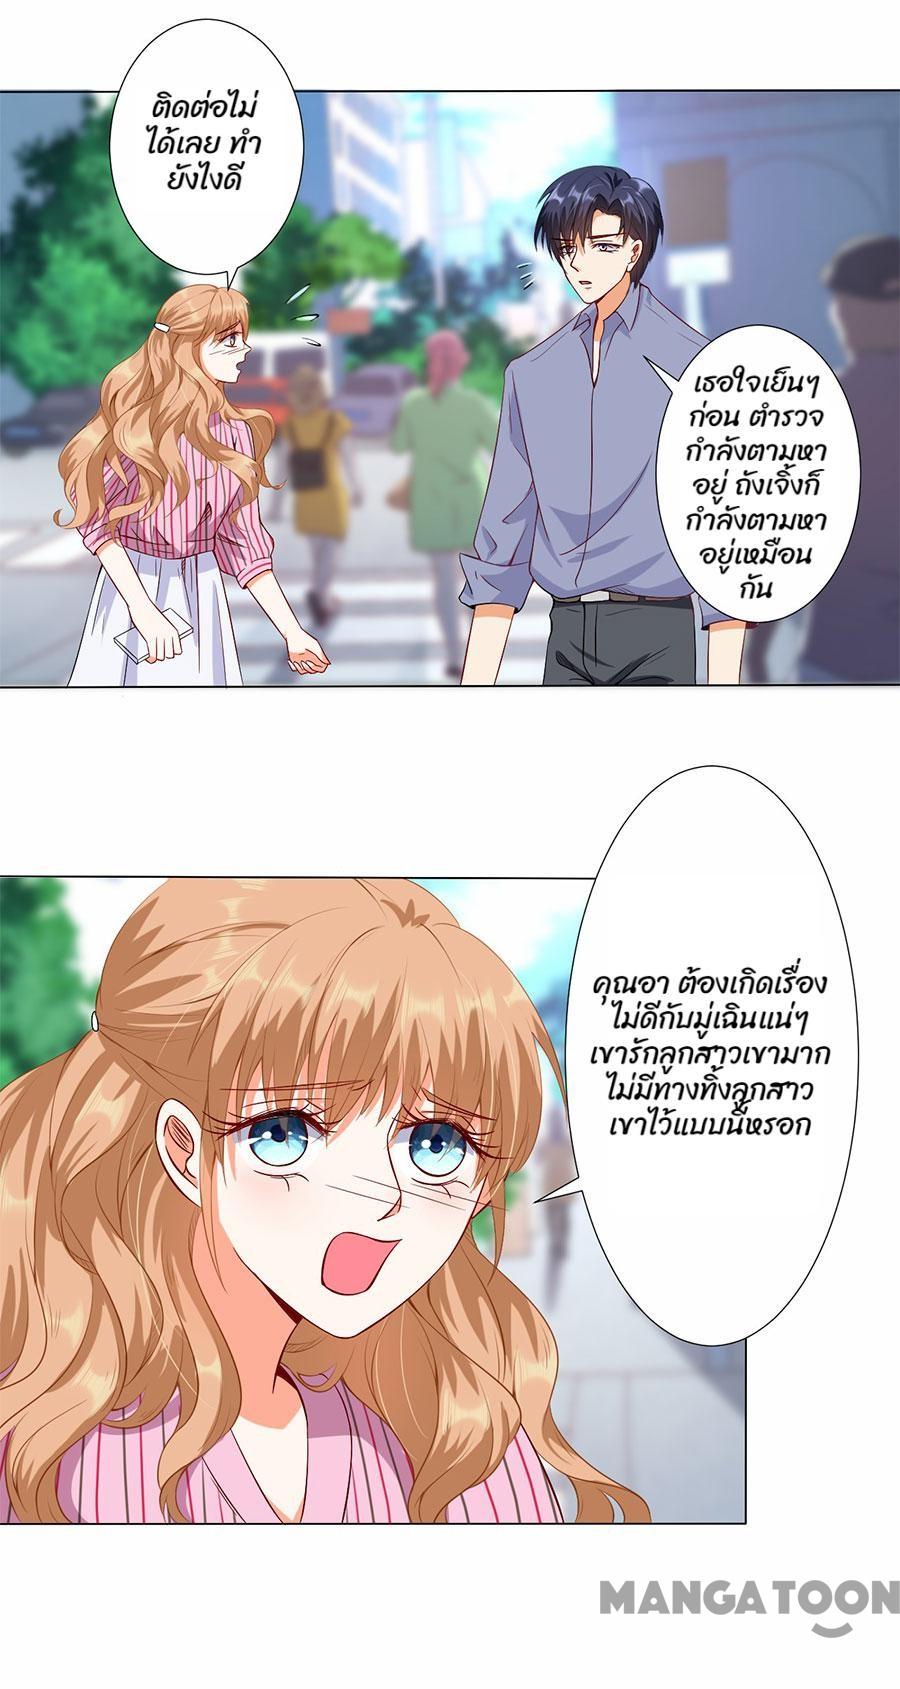 ติดต่อไม่
ได้เลย ทำ
ยังไงดี
เธอใจเย็นๆ
ก่อน ตำรวจ
กำลังตามหา
อยู่ ถังเจิ้งก็
กำลังตามหา
อยู่เหมือน
กัน
คุณอา ต้องเกิดเรื่อง
ไม่ดีกับมู่เฉินแน่ๆ
เขารักลูกสาวเขามาก
ไม่มีทางทิ้งลูกสาว
เขาไว้แบบนี้หรอก
MANGATOON